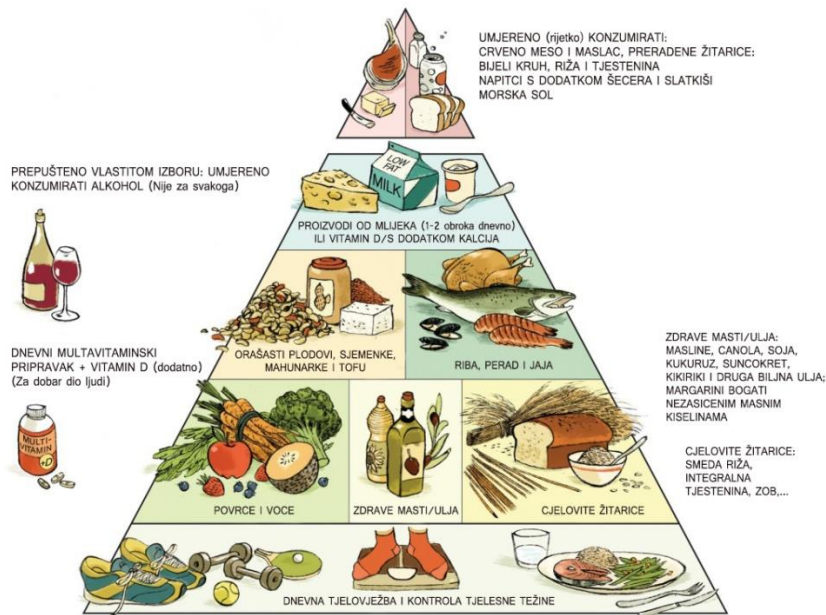 UMJERENO (rijetko) KONZUMIRATI:
CRVENO MESO I MASLAC, PRERADENE ŽITARICE:
BIJELI KRUH, RIŽA I TJESTENINA
NAPITCI S DODATKOM ŠECERA I SLATKIŠI
MORSKA SOL
PREPUŠTENO VLASTITOM IZBORU: UMJERENO
KONZUMIRATI ALKOHOL (Nije za svakoga)
LOW
FAT
MILK
PROIZVODI OD MLIJEKA (1-2 obroka dnevno)
ILI VITAMIN D/S DODATKOM KALCIJA
ORAŠASTI PLODOVI, SJEMENKE,
MAHUNARKE I TOFU
RIBA, PERAD I JAJA
DNEVNI MULTAVITAMINSKI
PRIPRAVAK + VITAMIN D (dodatno)
(Za dobar dio ljudi)
MULTI-
VITAMIN
+D
ZDRAVE MASTI/ULJA:
MASLINE, CANOLA, SOJA,
KUKURUZ, SUNCOKRET,
KIKIRIKI I DRUGA BILJNA ULJA;
MARGARINI BOGATI
NEZASICENIM MASNIM
KISELINAMA
CJELOVITE ŽITARICE:
SMEDA RIŽA,
INTEGRALNA
TJESTENINA, ZOB,...
POVRCE I VOCE
ZDRAVE MASTI/ULJA
CJELOVITE ŽITARICE
DNEVNA TJELOVJEŽBA I KONTROLA TJELESNE TEŽINE